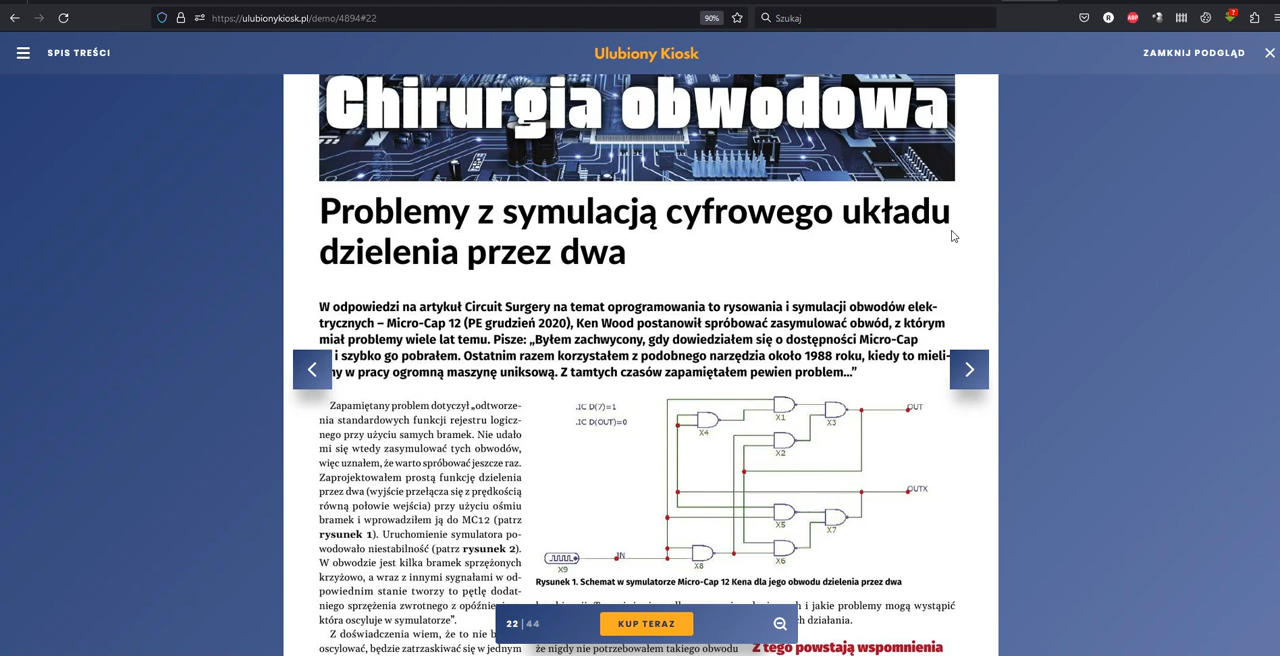 https://ulubionykiosk.pl/demo/4894#22
90%
Szukaj
SPIS TREŚCI
Ulubiony Kiosk
ZAMKNIJ PODGLĄD
Chirurgia obwodowa
Problemy z symulacją cyfrowego układu
dzielenia przez dwa
W odpowiedzi na artykuł Circuit Surgery na temat oprogramowania to rysowania i symulacji obwodów elek-
trycznych – Micro-Cap 12 (PE grudzień 2020), Ken Wood postanowił spróbować zasymulować obwód, z którym
miał problemy wiele lat temu. Pisze: „Byłem zachwycony, gdy dowiedziałem się o dostępności Micro-Cap
i szybko go pobrałem. Ostatnim razem korzystałem z podobnego narzędzia około 1988 roku, kiedy to mieli-
w pracy ogromną maszynę uniksową. Z tamtych czasów zapamiętałem pewien problem…”
Zapamiętany problem dotyczył „odtworze-
nia standardowych funkcji rejestru logicz-
nego przy użyciu samych bramek. Nie udało
mi się wtedy zasymulować tych obwodów,
więc uznałem, że warto spróbować jeszcze raz.
Zaprojektowałem prostą funkcję dzielenia
przez dwa (wyjście przełącza się z prędkością
równą połowie wejścia) przy użyciu ośmiu
bramek i wprowadziłem ją do MC12 (patrz
rysunek 1). Uruchomienie symulatora po-
wodowało niestabilność (patrz rysunek 2).
W obwodzie jest kilka bramek sprzężonych
krzyżowo, a wraz z innymi sygnałami w od-
powiednim stanie tworzy to pętlę dodat-
niego sprzężenia zwrotnego z
która oscyluje w symulatorze”.
Z doświadczenia wiem, że to nie
oscylować, będzie zatrzaskiwać się w jednym
.IC D(7)=1
.IC D(OUT)=0
X4
X1
X3
OUT
X2
OUTX
X5
X7
X9
IN
X8
X6
Rysunek 1. Schemat w symulatorze Micro-Cap 12 Kena dla jego obwodu dzielenia przez dwa
i jakie problemy mogą wystąpić
działania.
że nigdy nie potrzebowałem takiego obwodu
Z tego powstają wspomnienia
22 | 44
KUP TERAZ